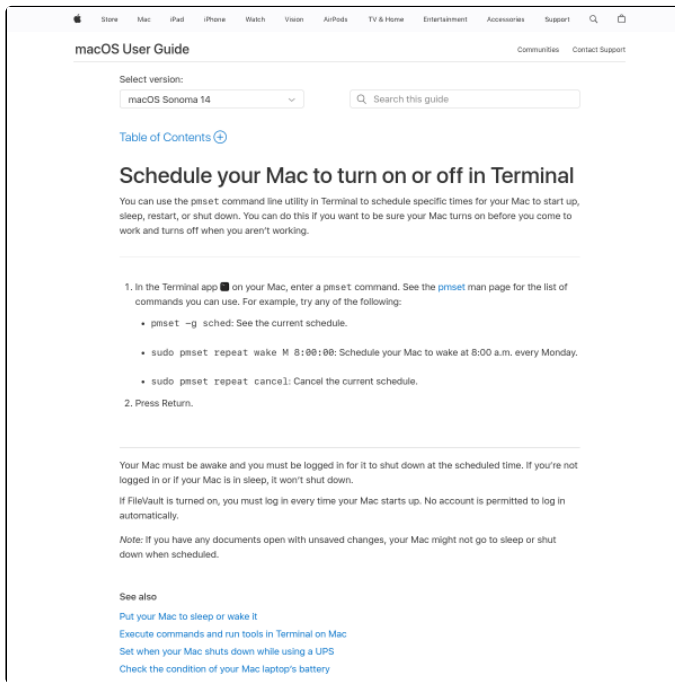 Store Mac iPad iPhone Watch Vision AirPods TV & Home Entertainment Accessories Support
macOS User Guide
Communities Contact Support
Select version:
macOS Sonoma 14
Search this guide
Table of Contents
Schedule your Mac to turn on or off in Terminal
You can use the pmset command line utility in Terminal to schedule specific times for your Mac to start up,
sleep, restart, or shut down. You can do this if you want to be sure your Mac turns on before you come to
work and turns off when you aren't working.
1. In the Terminal app on your Mac, enter a pmset command. See the pmset man page for the list of
commands you can use. For example, try any of the following:
• pmset -g sched: See the current schedule.
• sudo pmset repeat wake M 8:00:00: Schedule your Mac to wake at 8:00 a.m. every Monday.
• sudo pmset repeat cancel: Cancel the current schedule.
2. Press Return.
Your Mac must be awake and you must be logged in for it to shut down at the scheduled time. If you're not
logged in or if your Mac is in sleep, it won't shut down.
If FileVault is turned on, you must log in every time your Mac starts up. No account is permitted to log in
automatically.
Note: If you have any documents open with unsaved changes, your Mac might not go to sleep or shut
down when scheduled.
See also
Put your Mac to sleep or wake it
Execute commands and run tools in Terminal on Mac
Set when your Mac shuts down while using a UPS
Check the condition of your Mac laptop's battery